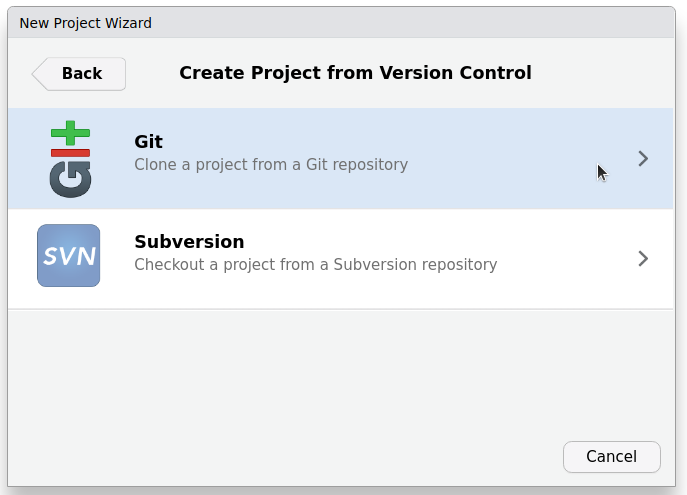 New Project Wizard
Back
Create Project from Version Control
Git
Clone a project from a Git repository
SVN
Subversion
Checkout a project from a Subversion repository
Cancel